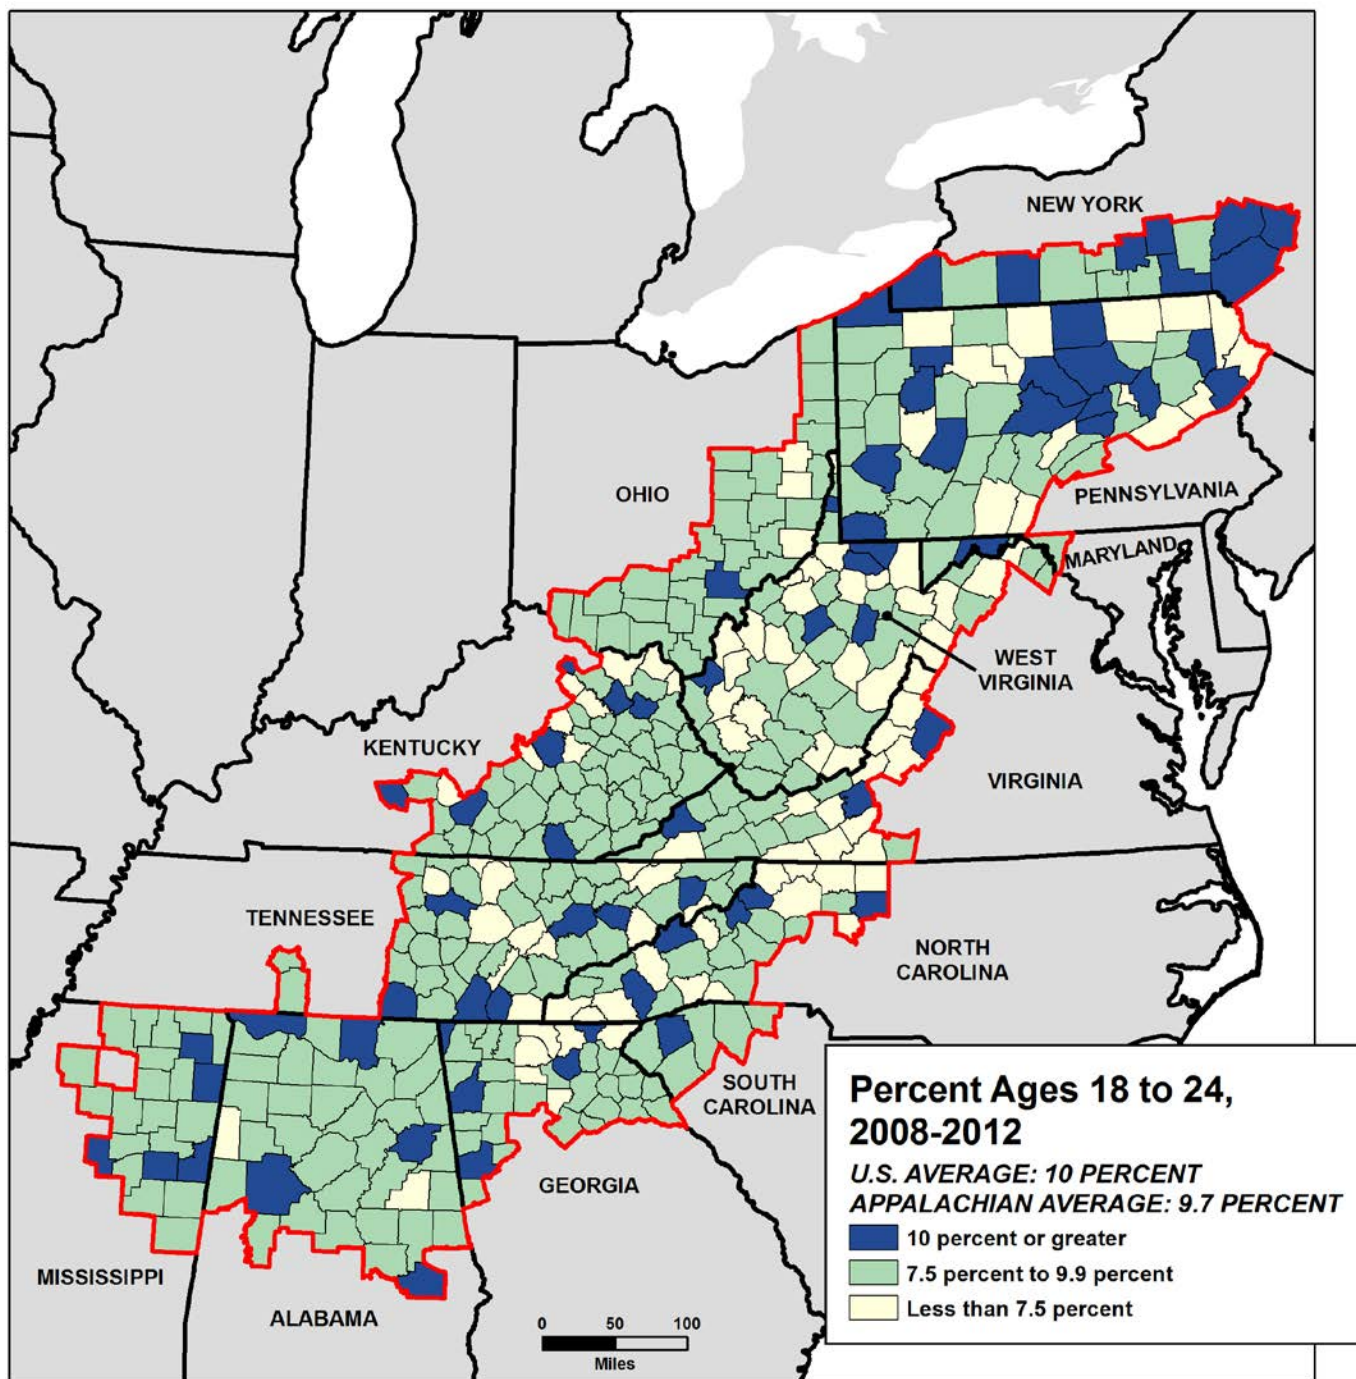 NEW YORK
OHIO
PENNSYLVANIA
MARYLAND
WEST
VIRGINIA
KENTUCKY
VIRGINIA
TENNESSEE
NORTH
CAROLINA
SOUTH
CAROLINA
GEORGIA
MISSISSIPPI
ALABAMA
0 50 100
Miles
Percent Ages 18 to 24,
2008-2012
U.S. AVERAGE: 10 PERCENT
APPALACHIAN AVERAGE: 9.7 PERCENT
10 percent or greater
7.5 percent to 9.9 percent
Less than 7.5 percent